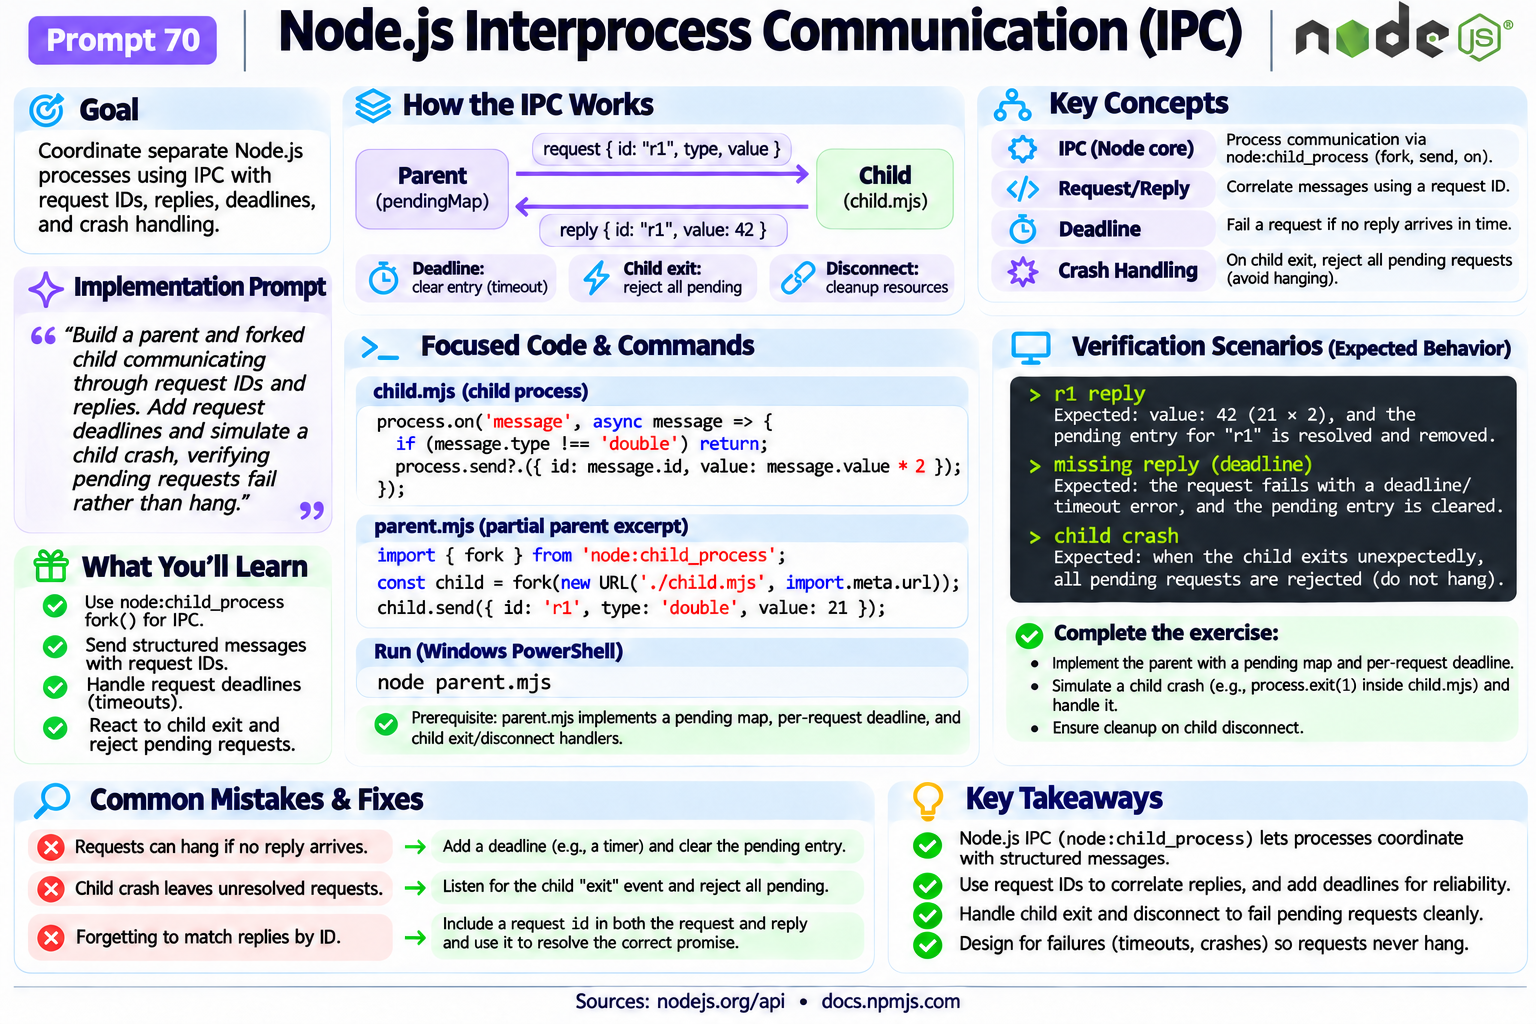 Prompt 70
Node.js Interprocess Communication (IPC)
node
JS
®
Goal
Coordinate separate Node.js
processes using IPC with
request IDs, replies, deadlines,
and crash handling.
Implementation Prompt
“
“Build a parent and forked
child communicating
through request IDs and
replies. Add request
deadlines and simulate a
child crash, verifying
pending requests fail
rather than hang.”
”
What You’ll Learn
Use node:child_process
fork() for IPC.
Send structured messages
with request IDs.
Handle request deadlines
(timeouts).
React to child exit and
reject pending requests.
How the IPC Works
Parent
(pendingMap)
request { id: "r1", type, value }
reply { id: "r1", value: 42 }
Child
(child.mjs)
Deadline:
clear entry (timeout)
Child exit:
reject all pending
Disconnect:
cleanup resources
Focused Code & Commands
child.mjs (child process)
process.on('message', async message => {
if (message.type !== 'double') return;
process.send?.({ id: message.id, value: message.value * 2 });
});
parent.mjs (partial parent excerpt)
import { fork } from 'node:child_process';
const child = fork(new URL('./child.mjs', import.meta.url));
child.send({ id: 'r1', type: 'double', value: 21 });
Run (Windows PowerShell)
node parent.mjs
Prerequisite: parent.mjs implements a pending map, per-request deadline, and
child exit/disconnect handlers.
Key Concepts
IPC (Node core)
Process communication via
node:child_process (fork, send, on).
Request/Reply
Correlate messages using a request ID.
Deadline
Fail a request if no reply arrives in time.
Crash Handling
On child exit, reject all pending requests
(avoid hanging).
Verification Scenarios (Expected Behavior)
> r1 reply
Expected: value: 42 (21 × 2), and the
pending entry for "r1" is resolved and removed.
> missing reply (deadline)
Expected: the request fails with a deadline/
timeout error, and the pending entry is cleared.
> child crash
Expected: when the child exits unexpectedly,
all pending requests are rejected (do not hang).
Complete the exercise:
• Implement the parent with a pending map and per-request deadline.
• Simulate a child crash (e.g., process.exit(1) inside child.mjs) and
handle it.
• Ensure cleanup on child disconnect.
Common Mistakes & Fixes
Requests can hang if no reply arrives. → Add a deadline (e.g., a timer) and clear the pending entry.
Child crash leaves unresolved requests. → Listen for the child "exit" event and reject all pending.
Forgetting to match replies by ID. → Include a request id in both the request and reply
and use it to resolve the correct promise.
Key Takeaways
Node.js IPC (node:child_process) lets processes coordinate
with structured messages.
Use request IDs to correlate replies, and add deadlines for reliability.
Handle child exit and disconnect to fail pending requests cleanly.
Design for failures (timeouts, crashes) so requests never hang.
Sources: nodejs.org/api • docs.npmjs.com